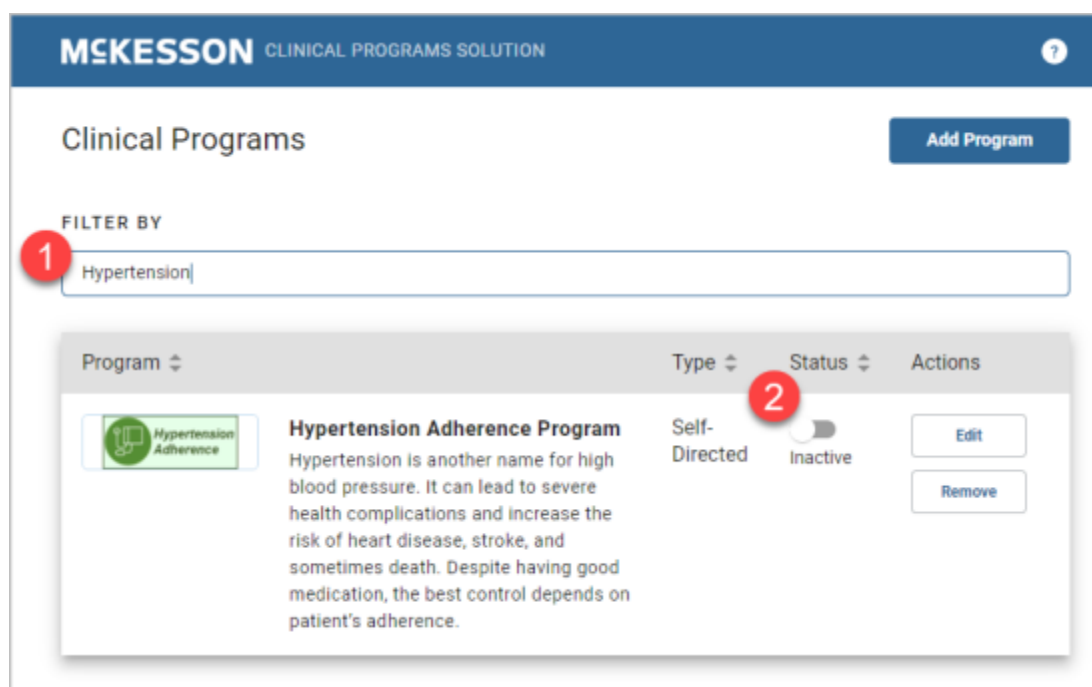 MCKESSON CLINICAL PROGRAMS SOLUTION ?
Clinical Programs
Add Program
FILTER BY
1
Hypertension
Program
Type
Status
Actions
2
Hypertension
Adherence
Hypertension Adherence Program
Hypertension is another name for high
blood pressure. It can lead to severe
health complications and increase the
risk of heart disease, stroke, and
sometimes death. Despite having good
medication, the best control depends on
patient's adherence.
Self-
Directed
Inactive
Edit
Remove